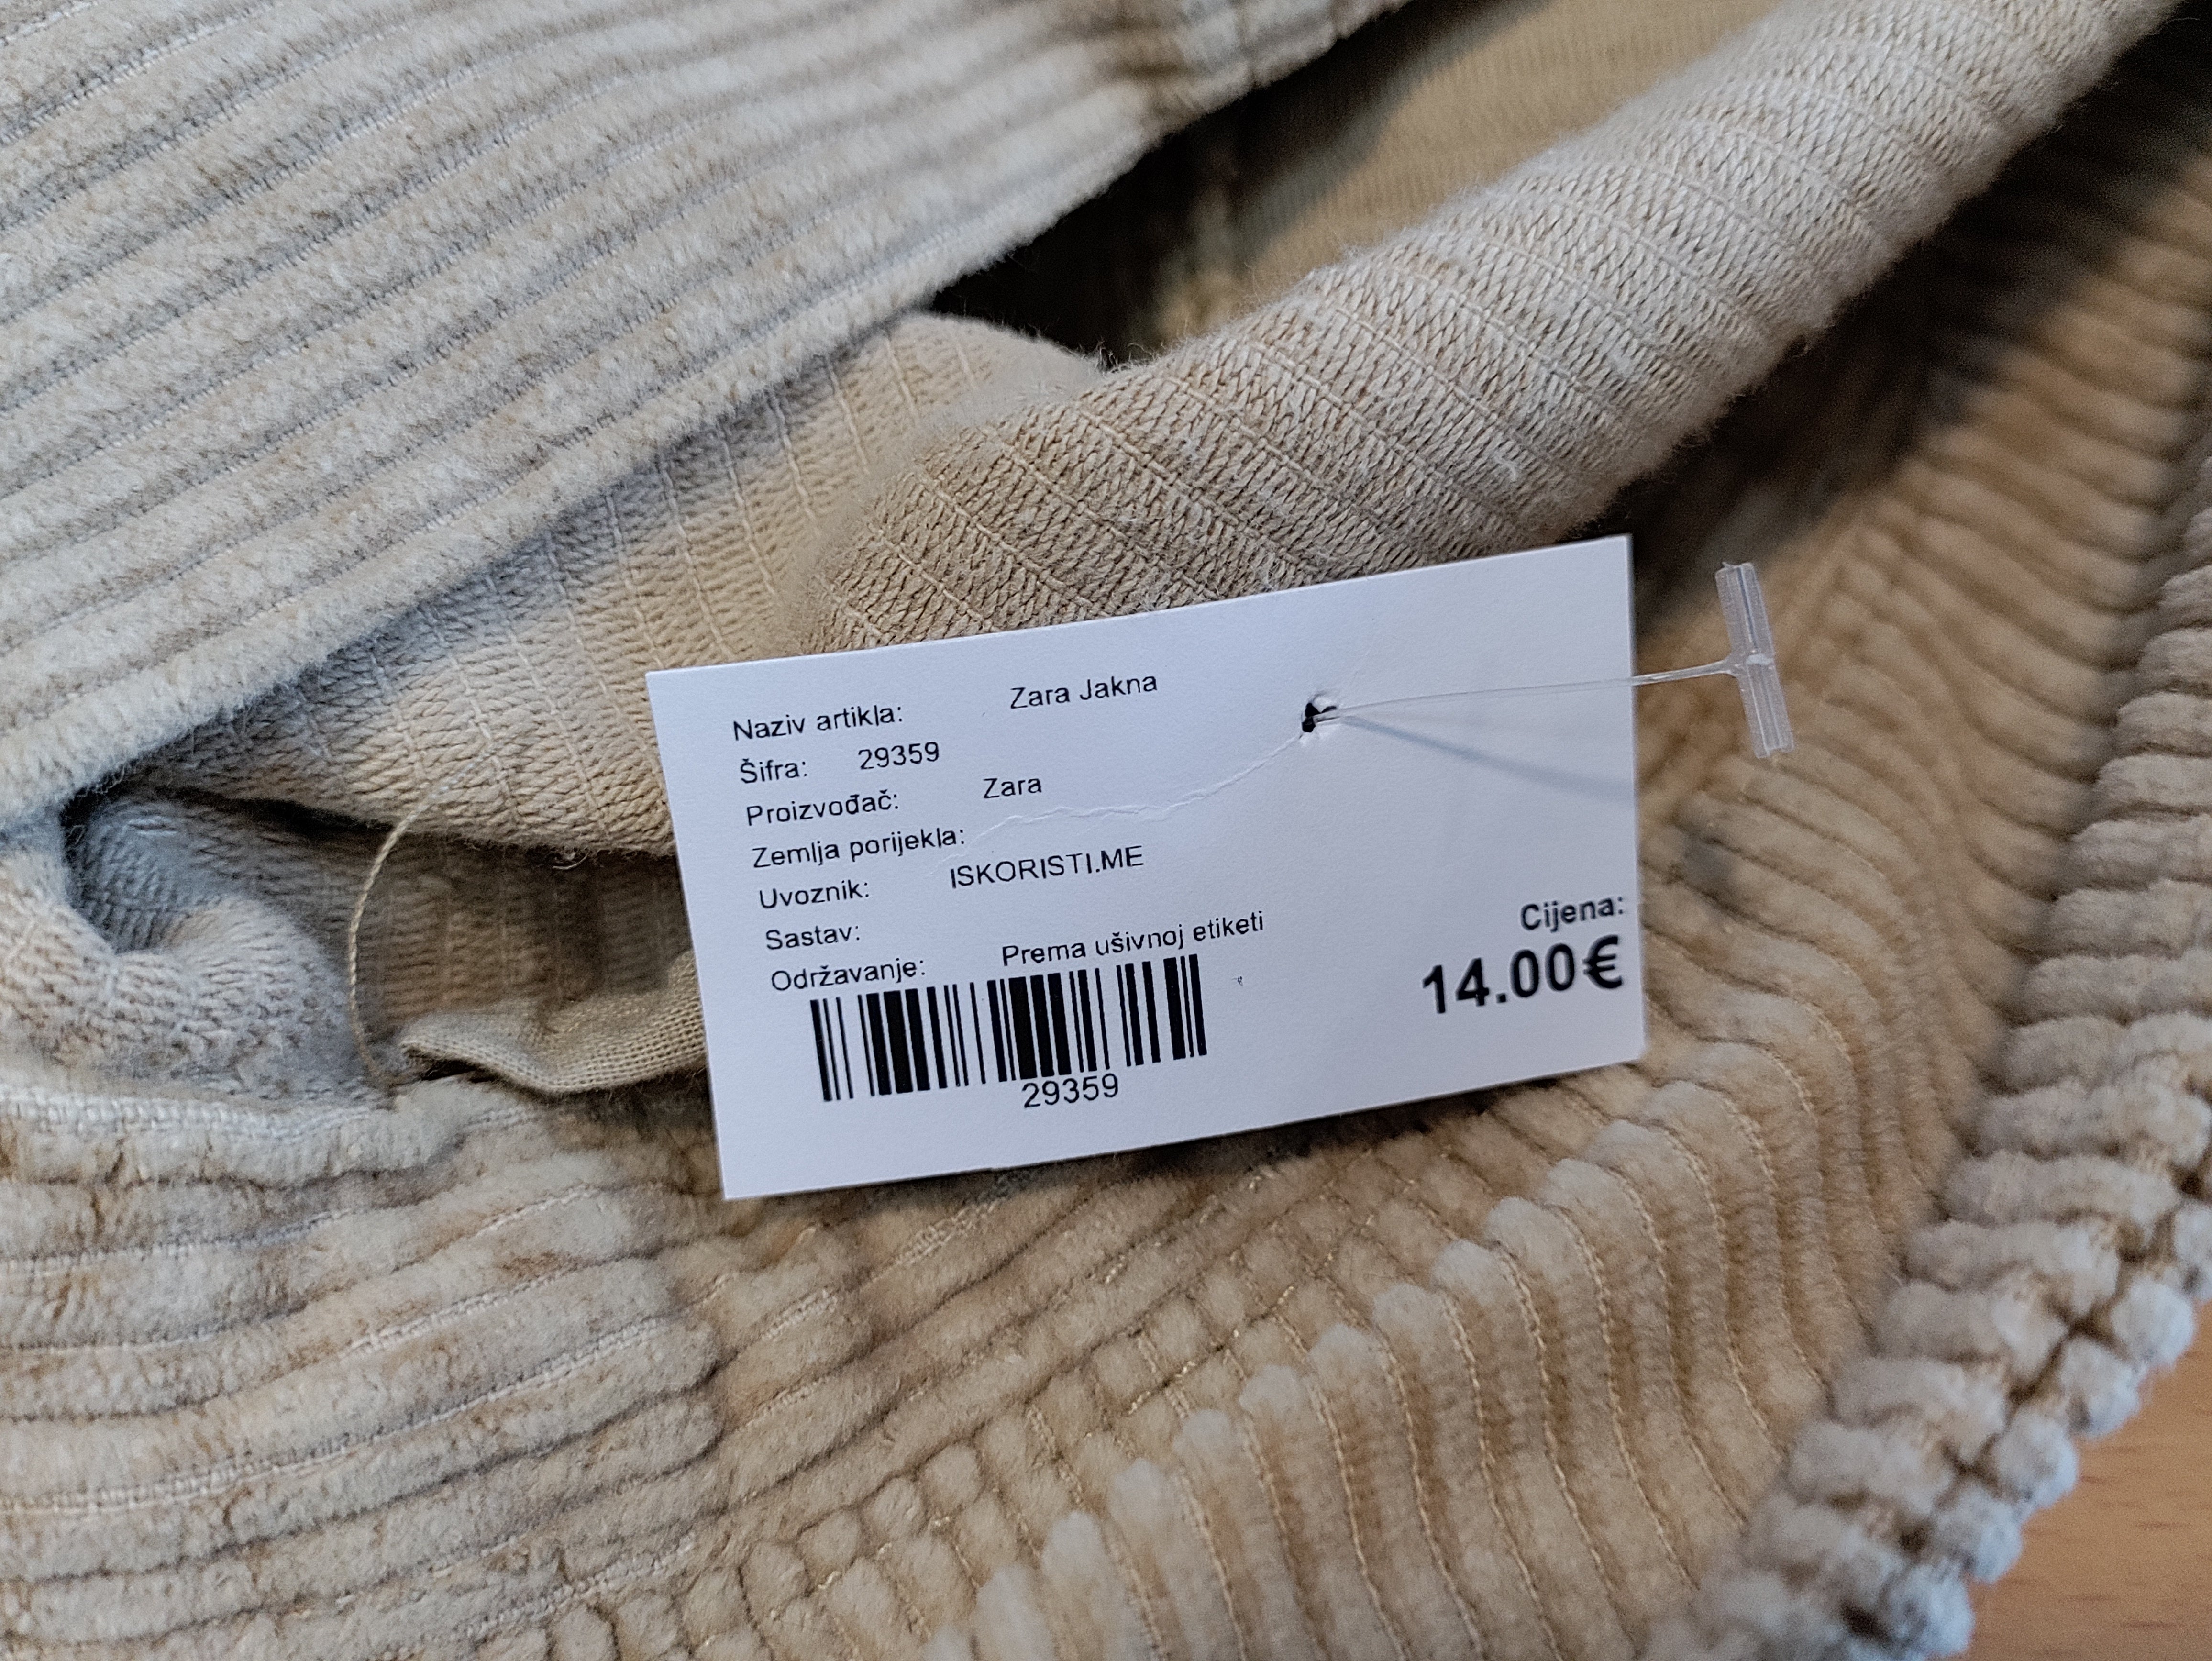 Naziv artikla: Zara Jakna
Šifra: 29359
Proizvođač: Zara
Zemlja porijekla:
Uvoznik: ISKORISTI.ME
Sastav:
Održavanje: Prema ušivnoj etiketi
29359
Cijena:
14.00€